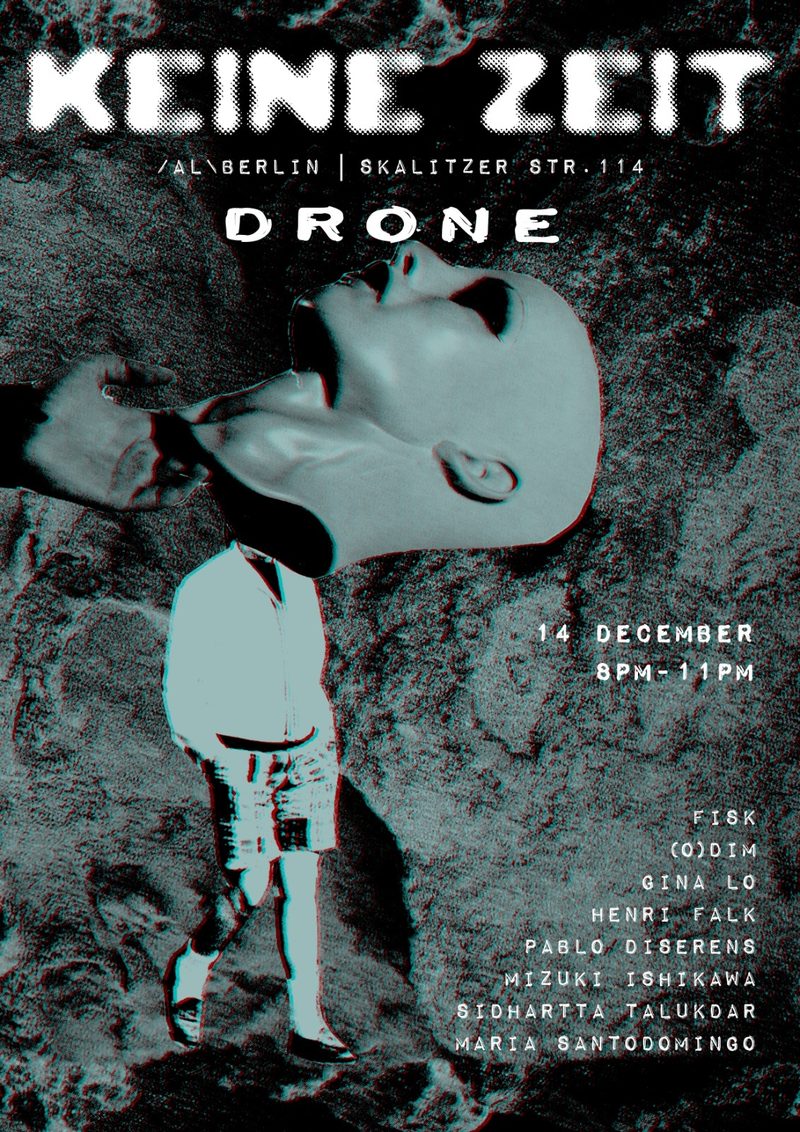 KEINE ZEIT
/AL\BERLIN | SKALITZER STR.114
DRONE
14 DECEMBER
8PM-11PM
FISK
(O)DIM
GINA LO
HENRI FALK
PABLO DISERENS
MIZUKI ISHIKAWA
SIDHARTTA TALUKDAR
MARIA SANTODOMINGO